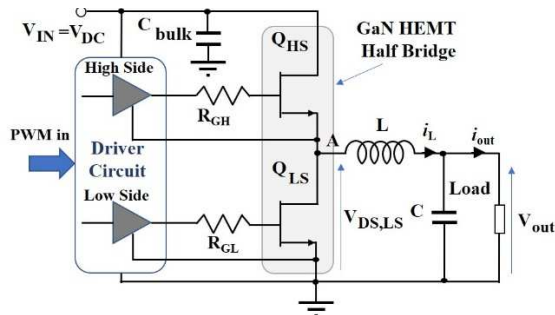 V_IN =V_DC
C_bulk
Q_HS
GaN HEMT
Half Bridge
High Side
R_GH
PWM in
Driver
Circuit
A
L
i_L
i_out
Q_LS
Low Side
R_GL
V_DS,LS
Load
C
V_out